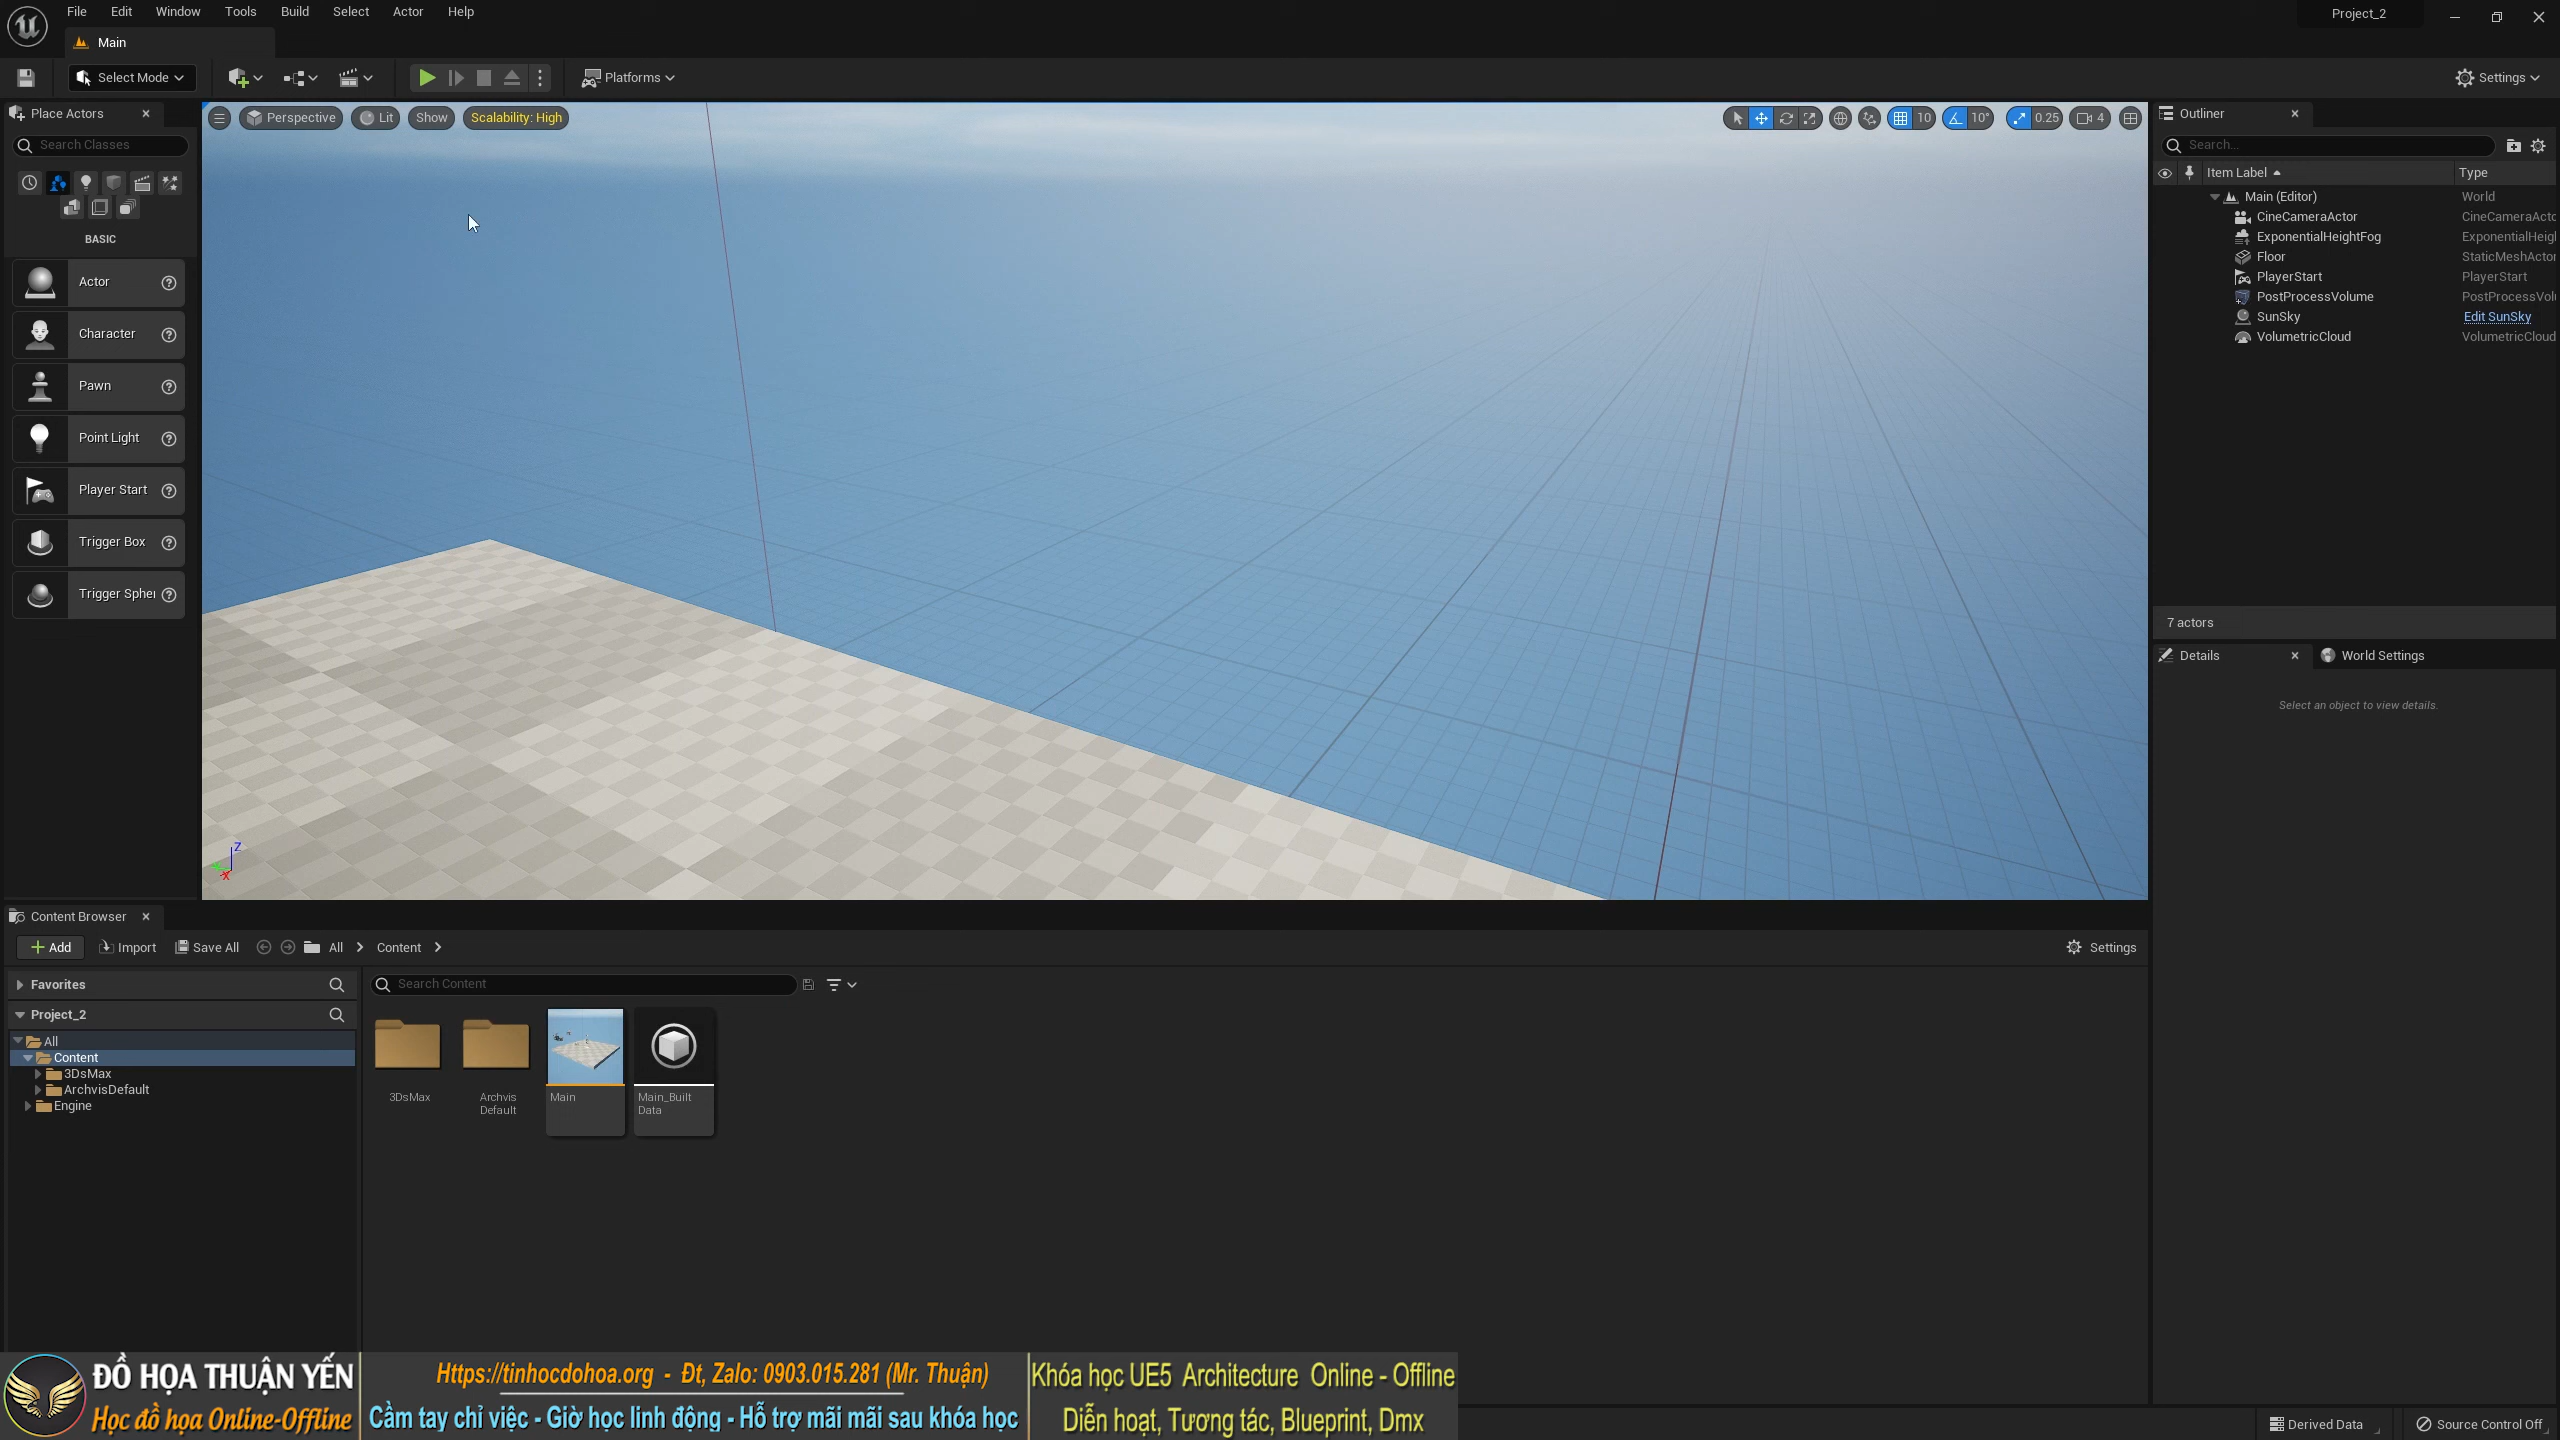 File Edit Window Tools Build Select Actor Help
Project_2
Main
Select Mode
Platforms
Settings
Place Actors
Search Classes
BASIC
Actor
Character
Pawn
Point Light
Player Start
Trigger Box
Trigger Spher
Perspective
Lit
Show
Scalability: High
10
10°
0.25
4
Z
X
Outliner
Search...
Item Label
Type
Main (Editor) World
CineCameraActor CineCameraActo
ExponentialHeightFog ExponentialHeigl
Floor StaticMeshActor
PlayerStart PlayerStart
PostProcessVolume PostProcessVol
SunSky Edit SunSky
VolumetricCloud VolumetricCloud
7 actors
Details
World Settings
Select an object to view details.
Content Browser
Add
Import
Save All
All
Content
Settings
Favorites
Search Content
Project_2
All
Content
3DsMax
ArchvisDefault
Engine
3DsMax
Archvis
Default
Main
Main_Built
Data
ĐỒ HỌA THUẬN YẾN
Học đồ họa Online-Offline
Https://tinhocdohoa.org - Đt, Zalo: 0903.015.281 (Mr. Thuận)
Cầm tay chỉ việc - Giờ học linh động - Hỗ trợ mãi mãi sau khóa học
Khóa học UE5 Architecture Online - Offline
Diễn hoạt, Tương tác, Blueprint, Dmx
Derived Data
Source Control Off